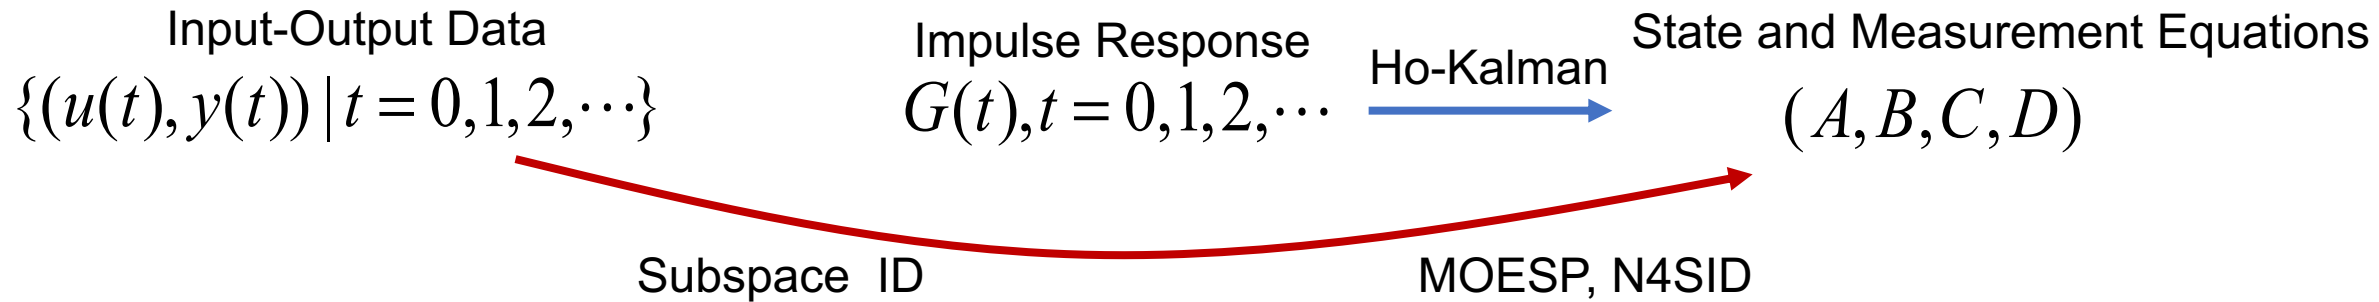 Input-Output Data
{(u(t), y(t)) | t = 0,1,2,⋯}
Impulse Response
G(t), t = 0,1,2,⋯
Ho-Kalman
State and Measurement Equations
(A, B, C, D)
Subspace ID
MOESP, N4SID